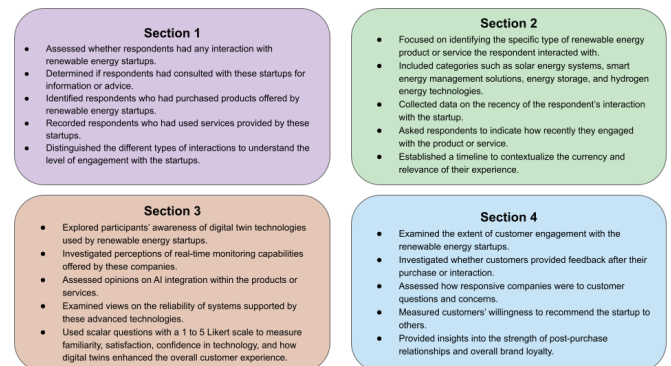 Section 1
● Assessed whether respondents had any interaction with
renewable energy startups.
● Determined if respondents had consulted with these startups for
information or advice.
● Identified respondents who had purchased products offered by
renewable energy startups.
● Recorded respondents who had used services provided by these
startups.
● Distinguished the different types of interactions to understand the
level of engagement with the startups.
Section 2
● Focused on identifying the specific type of renewable energy
product or service the respondent interacted with.
● Included categories such as solar energy systems, smart
energy management solutions, energy storage, and hydrogen
energy technologies.
● Collected data on the recency of the respondent's interaction
with the startup.
● Asked respondents to indicate how recently they engaged
with the product or service.
● Established a timeline to contextualize the currency and
relevance of their experience.
Section 3
● Explored participants' awareness of digital twin technologies
used by renewable energy startups.
● Investigated perceptions of real-time monitoring capabilities
offered by these companies.
● Assessed opinions on AI integration within the products or
services.
● Examined views on the reliability of systems supported by
these advanced technologies.
● Used scalar questions with a 1 to 5 Likert scale to measure
familiarity, satisfaction, confidence in technology, and how
digital twins enhanced the overall customer experience.
Section 4
● Examined the extent of customer engagement with the
renewable energy startups.
● Investigated whether customers provided feedback after their
purchase or interaction.
● Assessed how responsive companies were to customer
questions and concerns.
● Measured customers' willingness to recommend the startup to
others.
● Provided insights into the strength of post-purchase
relationships and overall brand loyalty.